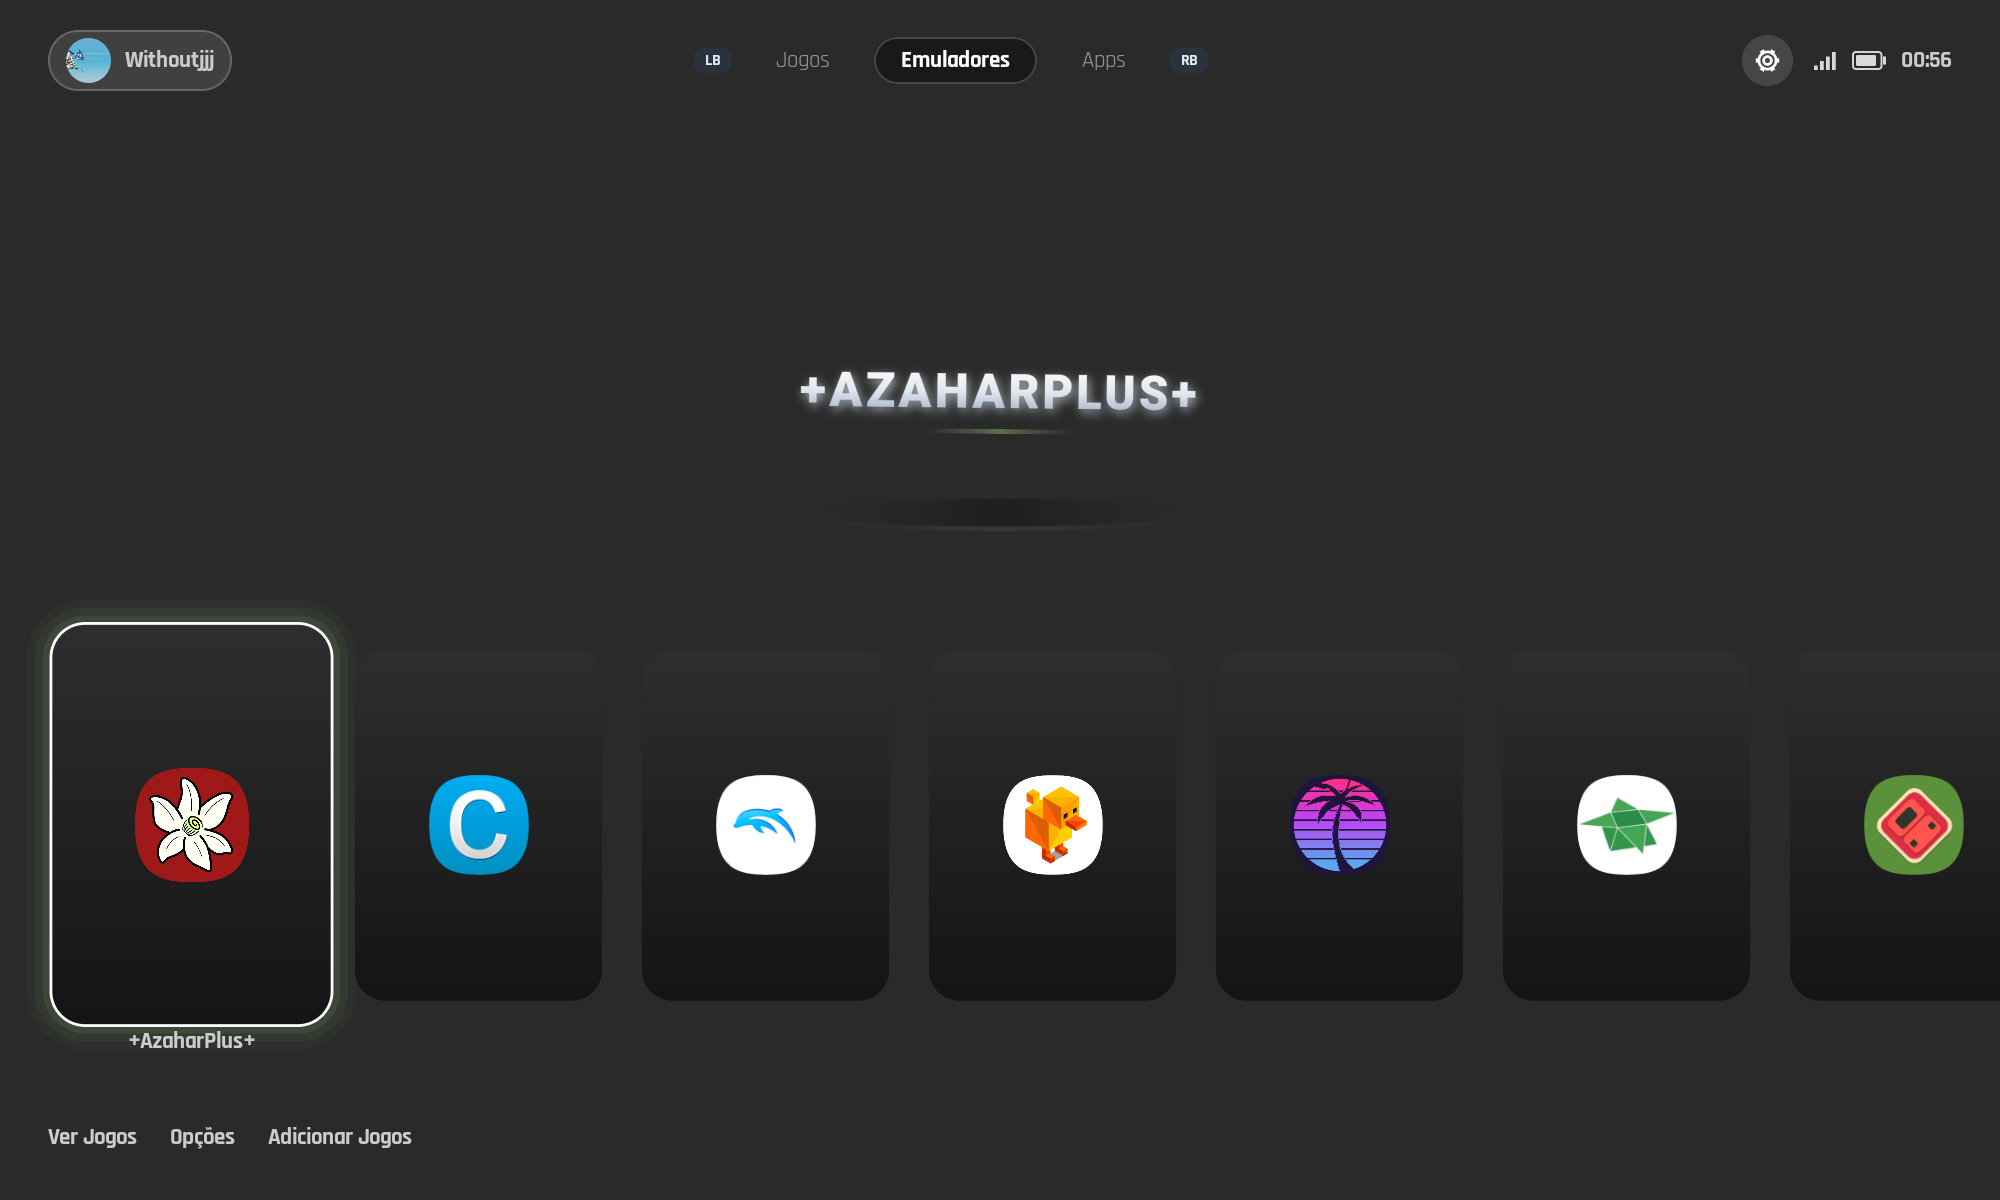 Withoutjjj
LB Jogos Emuladores Apps RB
00:56
+AZAHARPLUS+
C
+AzaharPlus+
Ver Jogos Opções Adicionar Jogos